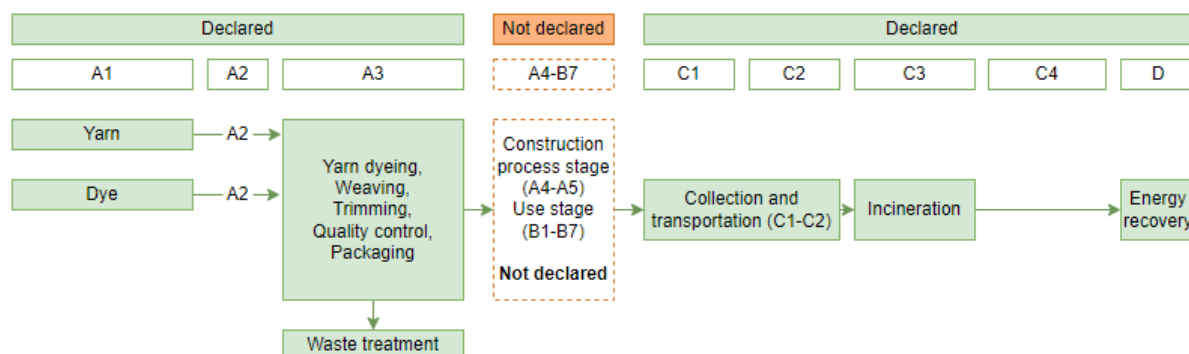 Declared
Not declared
Declared
A1
A2
A3
A4-B7
C1
C2
C3
C4
D
Yarn
A2
Dye
A2
Yarn dyeing,
Weaving,
Trimming,
Quality control,
Packaging
Construction
process stage
(A4-A5)
Use stage
(B1-B7)
Not declared
Collection and
transportation (C1-C2)
Incineration
Energy
recovery
Waste treatment